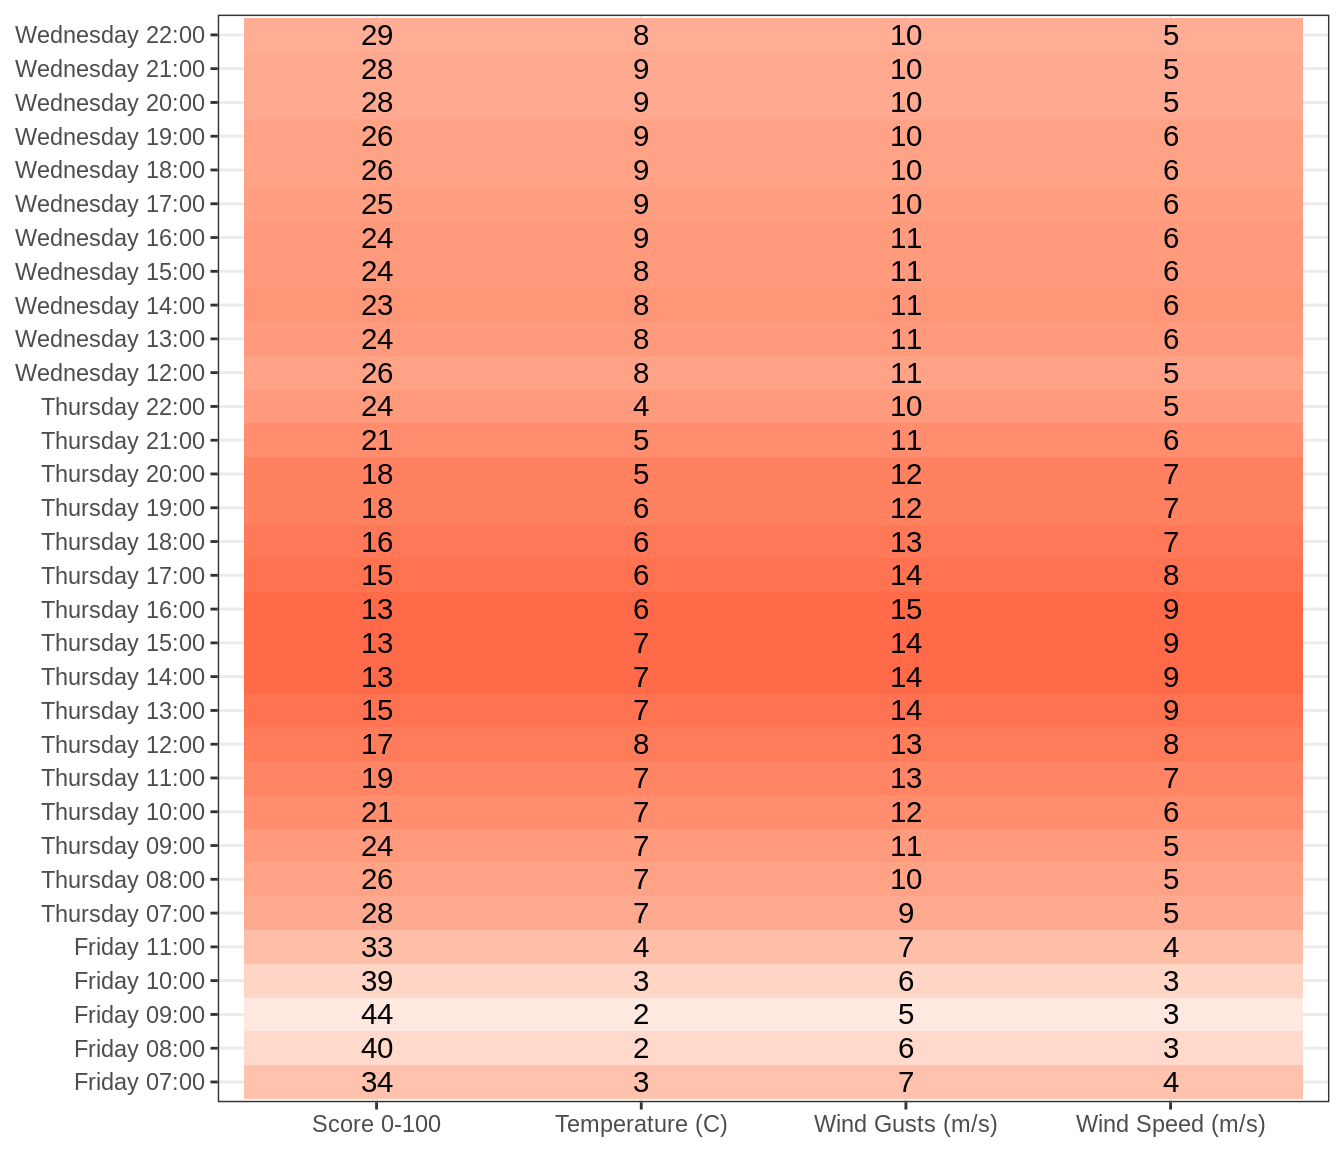 Wednesday 22:00 29 8 10 5
Wednesday 21:00 28 9 10 5
Wednesday 20:00 28 9 10 5
Wednesday 19:00 26 9 10 6
Wednesday 18:00 26 9 10 6
Wednesday 17:00 25 9 10 6
Wednesday 16:00 24 9 11 6
Wednesday 15:00 24 8 11 6
Wednesday 14:00 23 8 11 6
Wednesday 13:00 24 8 11 6
Wednesday 12:00 26 8 11 5
Thursday 22:00 24 4 10 5
Thursday 21:00 21 5 11 6
Thursday 20:00 18 5 12 7
Thursday 19:00 18 6 12 7
Thursday 18:00 16 6 13 7
Thursday 17:00 15 6 14 8
Thursday 16:00 13 6 15 9
Thursday 15:00 13 7 14 9
Thursday 14:00 13 7 14 9
Thursday 13:00 15 7 14 9
Thursday 12:00 17 8 13 8
Thursday 11:00 19 7 13 7
Thursday 10:00 21 7 12 6
Thursday 09:00 24 7 11 5
Thursday 08:00 26 7 10 5
Thursday 07:00 28 7 9 5
Friday 11:00 33 4 7 4
Friday 10:00 39 3 6 3
Friday 09:00 44 2 5 3
Friday 08:00 40 2 6 3
Friday 07:00 34 3 7 4
Score 0-100 Temperature (C) Wind Gusts (m/s) Wind Speed (m/s)